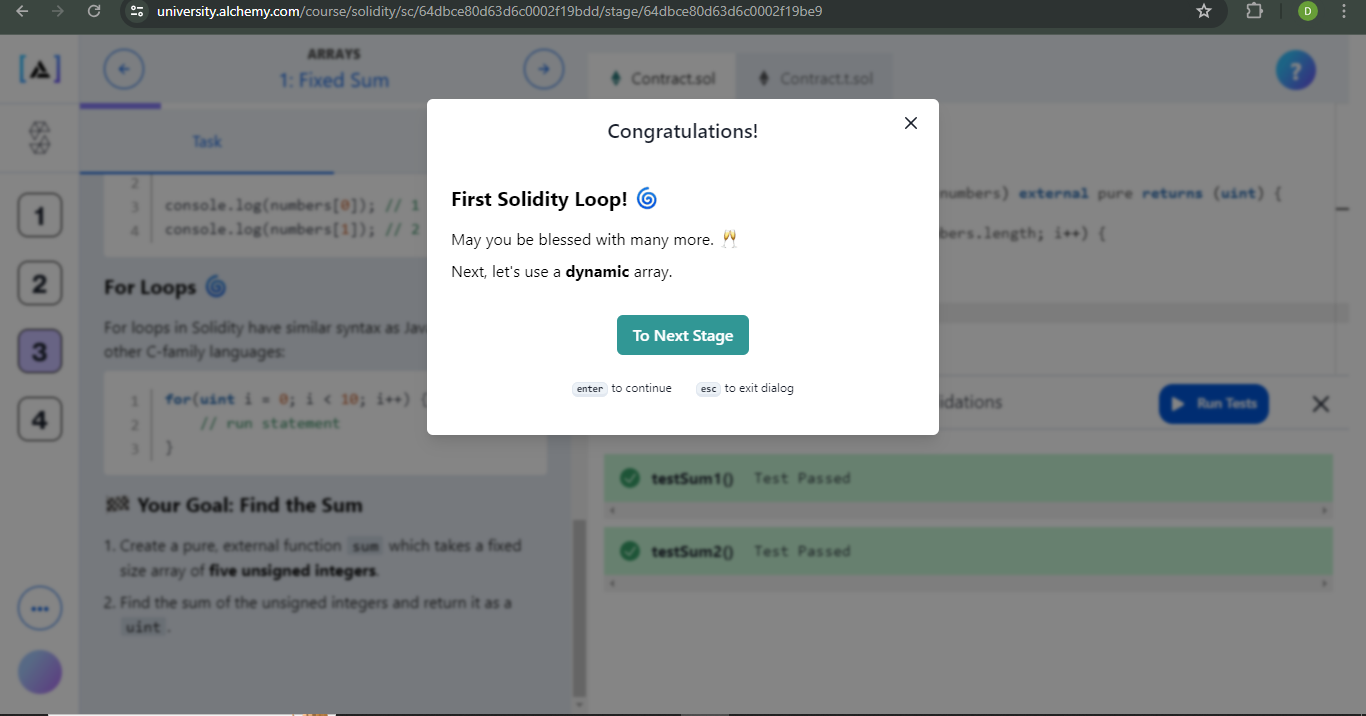 university.alchemy.com/course/solidity/sc/64dbce80d63d6c0002f19bdd/stage/64dbce80d63d6c0002f19be9
D
ARRAYS
1: Fixed Sum
Contract.sol
Contract.t.sol
?
Task
1
2
3
4
2
3 console.log(numbers[0]); // 1
4 console.log(numbers[1]); // 2
For Loops
For loops in Solidity have similar syntax as
other C-family languages:
1 for(uint i = 0; i < 10; i++) {
2 // run statement
3 }
Your Goal: Find the Sum
1. Create a pure, external function sum which takes a fixed
size array of five unsigned integers.
2. Find the sum of the unsigned integers and return it as a
uint.
Congratulations!
First Solidity Loop!
May you be blessed with many more.
Next, let's use a dynamic array.
To Next Stage
enter to continue esc to exit dialog
numbers) external pure returns (uint) {
bers.length; i++) {
Run Tests
testSum1() Test Passed
testSum2() Test Passed